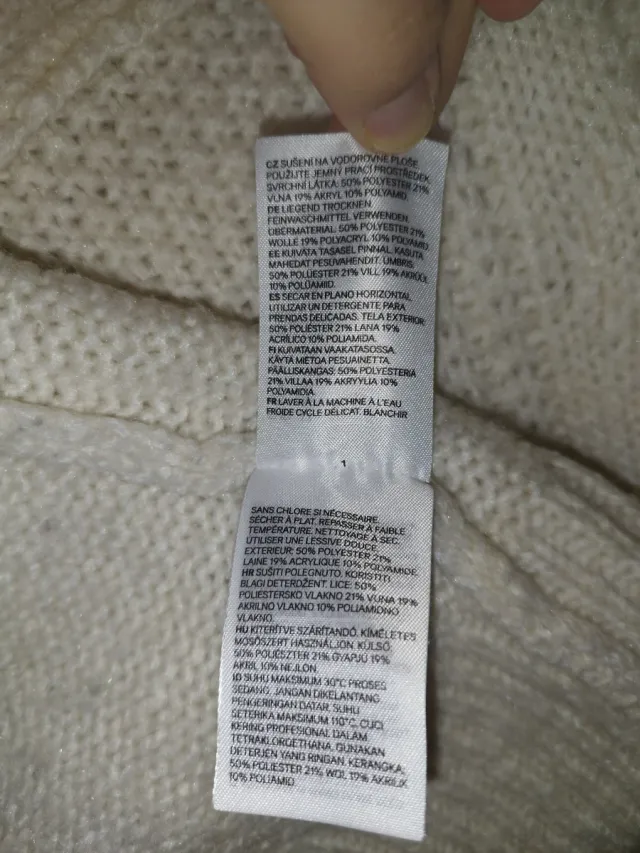 CZ SUŠENÍ NA VODOROVNÉ PLOŠE.
POUŽIJTE JEMNÝ PRACÍ PROSTŘEDEK.
SVRCHNÍ LÁTKA: 50% POLYESTER 21%
VLNA 19% AKRYL 10% POLYAMID.
DE LIEGEND TROCKNEN.
FEINWASCHMITTEL VERWENDEN.
OBERMATERIAL: 50% POLYESTER 21%
WOLLE 19% POLYACRYL 10% POLYAMID.
EE KUIVATA TASASEL PINNAL. KASUTA
MAHEDAT PESUVAHENDIT. UMBRIS:
50% POLÜESTER 21% VILL 19% AKRÜÜL
10% POLÜAMIID.
ES SECAR EN PLANO HORIZONTAL.
UTILIZAR UN DETERGENTE PARA
PRENDAS DELICADAS. TELA EXTERIOR:
50% POLIÉSTER 21% LANA 19%
ACRÍLICO 10% POLIAMIDA.
FI KUIVATAAN VAAKATASOSSA.
KÄYTÄ MIETOA PESUAINETTA.
PÄÄLLISKANGAS: 50% POLYESTERIA
21% VILLAA 19% AKRYYLIA 10%
POLYAMIDIA.
FR LAVER À LA MACHINE À L'EAU
FROIDE CYCLE DÉLICAT. BLANCHIR
1
SANS CHLORE SI NÉCESSAIRE.
SÉCHER À PLAT. REPASSER À FAIBLE
TEMPÉRATURE. NETTOYAGE À SEC.
UTILISER UNE LESSIVE DOUCE.
EXTERIEUR: 50% POLYESTER 21%
LAINE 19% ACRYLIQUE 10% POLYAMIDE.
HR SUŠITI POLEGNUTO. KORISTITI
BLAGI DETERDŽENT. LICE: 50%
POLIESTERSKO VLAKNO 21% VUNA 19%
AKRILNO VLAKNO 10% POLIAMIDNO
VLAKNO.
HU KITERÍTVE SZÁRÍTANDÓ. KÍMÉLETES
MOSÓSZERT HASZNÁLJON. KÜLSŐ:
50% POLIÉSZTER 21% GYAPJÚ 19%
AKRIL 10% NEJLON.
ID SUHU MAKSIMUM 30°C PROSES
SEDANG. JANGAN DIKELANTANG.
PENGERINGAN DATAR. SUHU
SETERIKA MAKSIMUM 110°C. CUCI
KERING PROFESIONAL DALAM
TETRAKLOROETHANA. GUNAKAN
DETERJEN YANG RINGAN. KERANGKA:
50% POLIESTER 21% WOL 19% AKRILIK
10% POLIAMID.